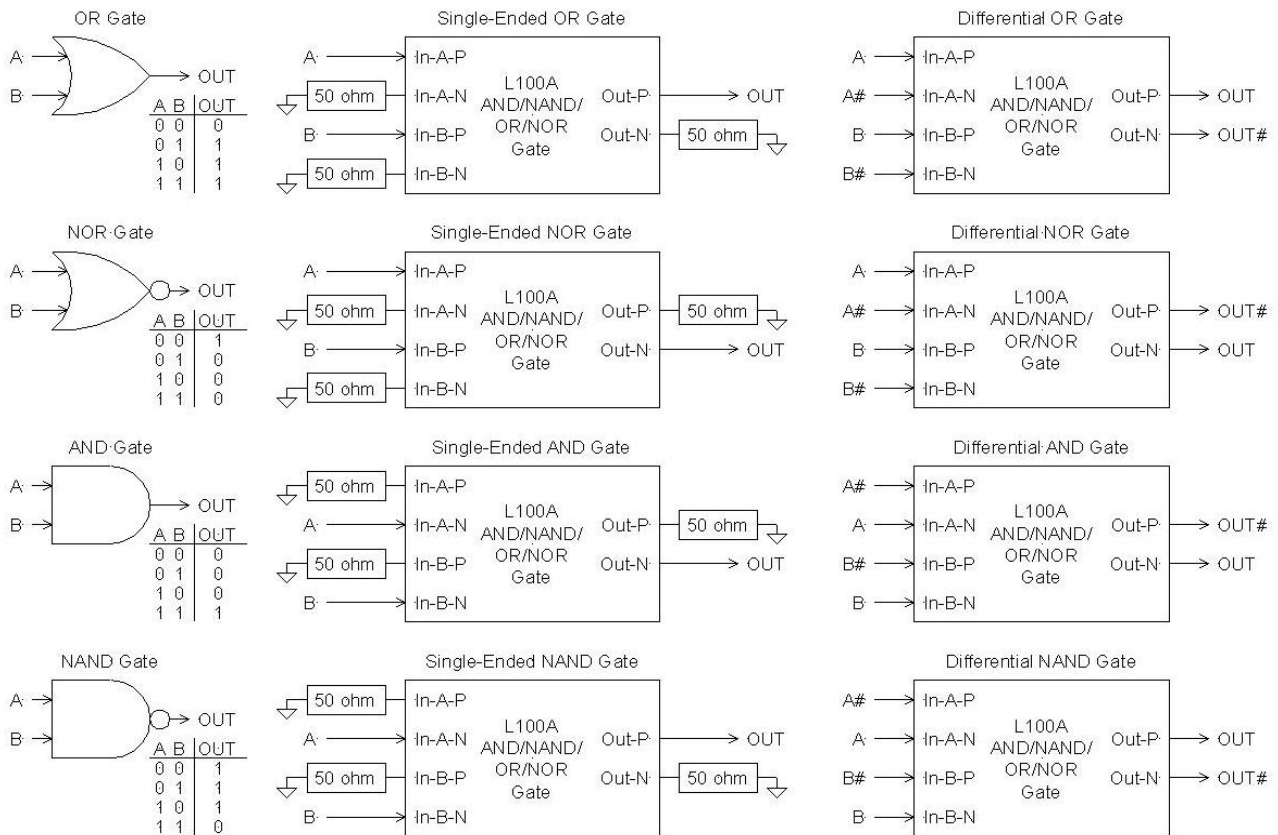 OR Gate
A
B
OUT
A B OUT
0 0 0
0 1 1
1 0 1
1 1 1
Single-Ended OR Gate
A
50 ohm
B
50 ohm
In-A-P
In-A-N
In-B-P
In-B-N
L100A
AND/NAND/
OR/NOR
Gate
Out-P
Out-N
OUT
50 ohm
Differential OR Gate
A
A#
B
B#
In-A-P
In-A-N
In-B-P
In-B-N
L100A
AND/NAND/
OR/NOR
Gate
Out-P
Out-N
OUT
OUT#
NOR Gate
A
B
OUT
A B OUT
0 0 1
0 1 0
1 0 0
1 1 0
Single-Ended NOR Gate
A
50 ohm
B
50 ohm
In-A-P
In-A-N
In-B-P
In-B-N
L100A
AND/NAND/
OR/NOR
Gate
Out-P
Out-N
50 ohm
OUT
Differential NOR Gate
A
A#
B
B#
In-A-P
In-A-N
In-B-P
In-B-N
L100A
AND/NAND/
OR/NOR
Gate
Out-P
Out-N
OUT#
OUT
AND Gate
A
B
OUT
A B OUT
0 0 0
0 1 0
1 0 0
1 1 1
Single-Ended AND Gate
50 ohm
A
50 ohm
B
In-A-P
In-A-N
In-B-P
In-B-N
L100A
AND/NAND/
OR/NOR
Gate
Out-P
Out-N
50 ohm
OUT
Differential AND Gate
A#
A
B#
B
In-A-P
In-A-N
In-B-P
In-B-N
L100A
AND/NAND/
OR/NOR
Gate
Out-P
Out-N
OUT#
OUT
NAND Gate
A
B
OUT
A B OUT
0 0 1
0 1 1
1 0 1
1 1 0
Single-Ended NAND Gate
50 ohm
A
50 ohm
B
In-A-P
In-A-N
In-B-P
In-B-N
L100A
AND/NAND/
OR/NOR
Gate
Out-P
Out-N
OUT
50 ohm
Differential NAND Gate
A#
A
B#
B
In-A-P
In-A-N
In-B-P
In-B-N
L100A
AND/NAND/
OR/NOR
Gate
Out-P
Out-N
OUT
OUT#